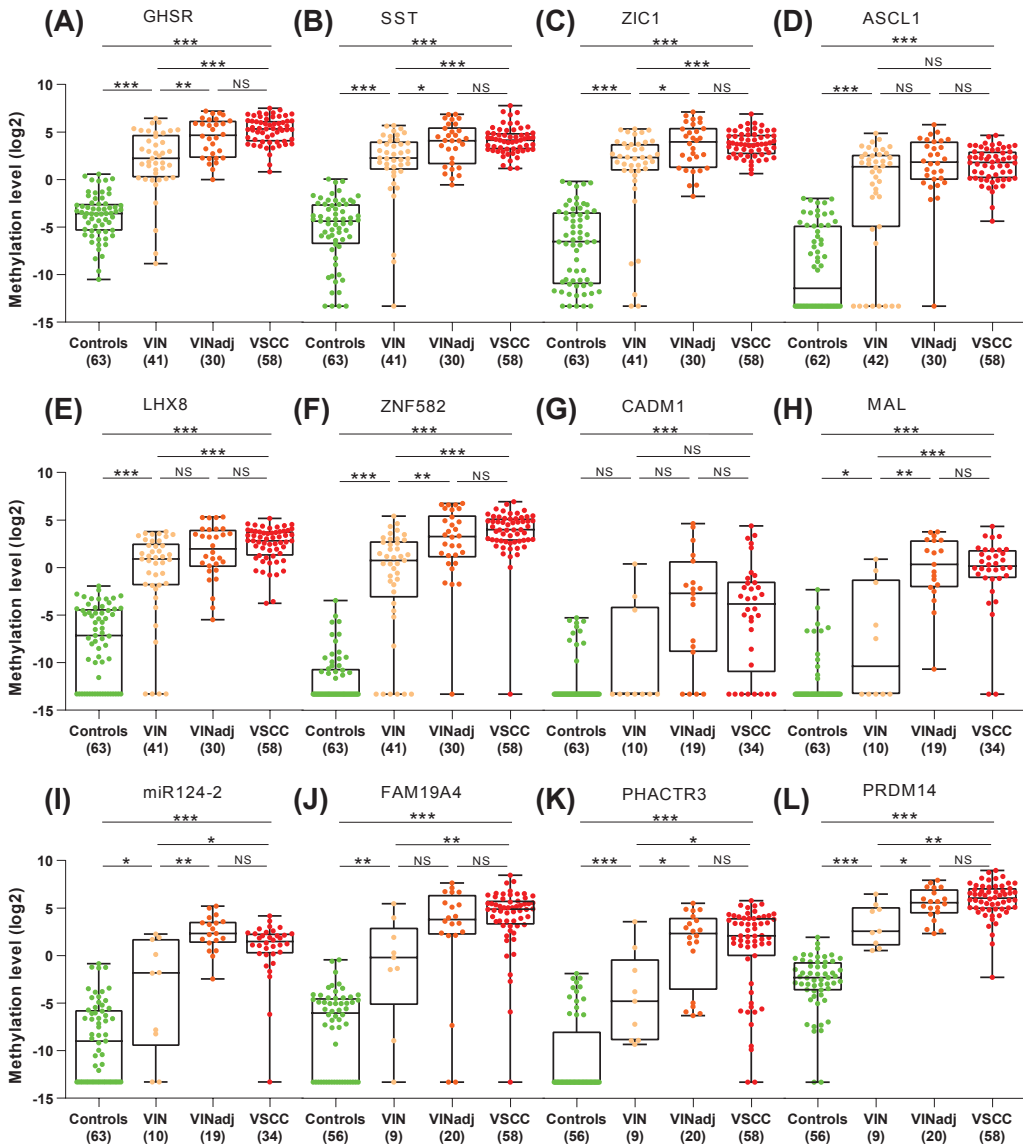 (A) GHSR (B) SST (C) ZIC1 (D) ASCL1
*** *** *** ***
*** *** *** NS
*** ** NS *** * NS *** * NS *** NS NS
Methylation level (log2)
10
5
0
-5
-10
-15
Controls VIN VINadj VSCC Controls VIN VINadj VSCC Controls VIN VINadj VSCC Controls VIN VINadj VSCC
(63) (41) (30) (58) (63) (41) (30) (58) (63) (41) (30) (58) (62) (42) (30) (58)
(E) LHX8 (F) ZNF582 (G) CADM1 (H) MAL
*** *** *** ***
*** *** NS ***
*** NS NS *** ** NS NS NS NS * ** NS
Methylation level (log2)
10
5
0
-5
-10
-15
Controls VIN VINadj VSCC Controls VIN VINadj VSCC Controls VIN VINadj VSCC Controls VIN VINadj VSCC
(63) (41) (30) (58) (63) (41) (30) (58) (63) (10) (19) (34) (63) (10) (19) (34)
(I) miR124-2 (J) FAM19A4 (K) PHACTR3 (L) PRDM14
*** *** *** ***
* ** * **
* ** NS ** NS NS *** * NS *** * NS
Methylation level (log2)
10
5
0
-5
-10
-15
Controls VIN VINadj VSCC Controls VIN VINadj VSCC Controls VIN VINadj VSCC Controls VIN VINadj VSCC
(63) (10) (19) (34) (56) (9) (20) (58) (56) (9) (20) (58) (56) (9) (20) (58)